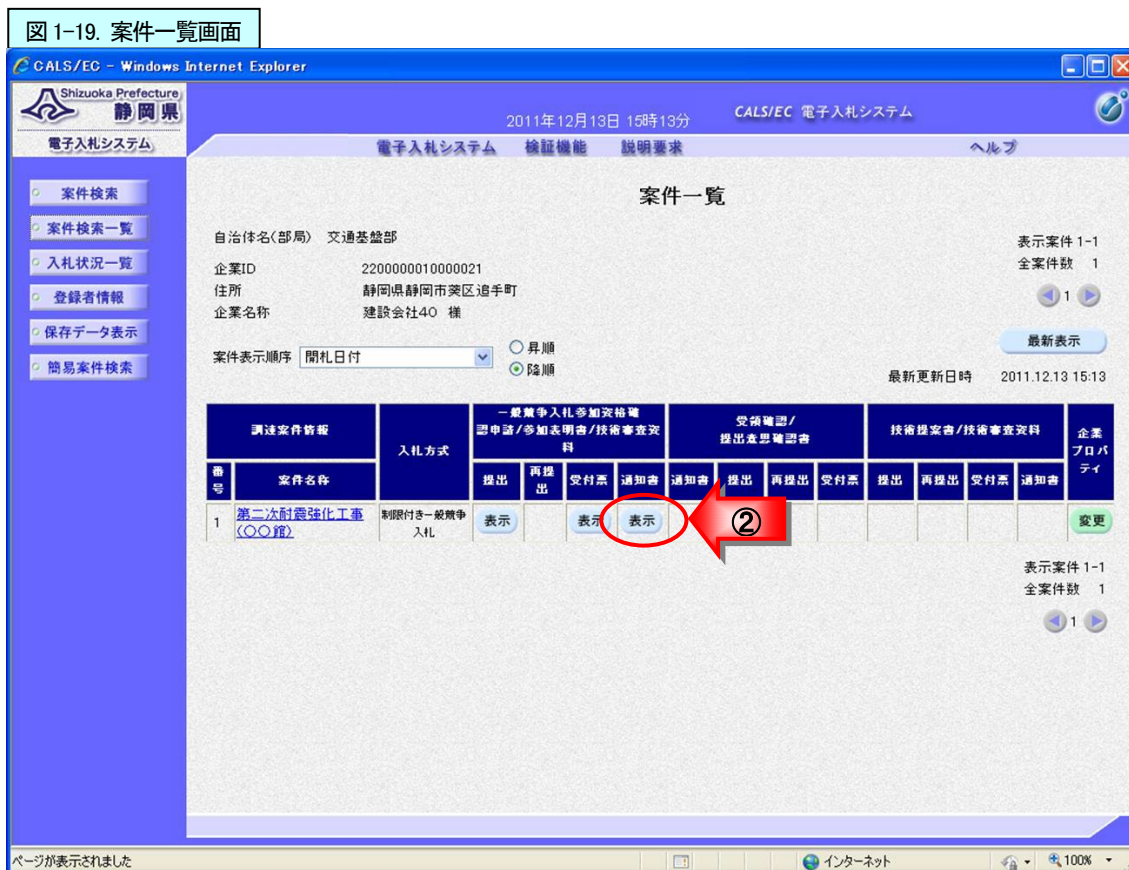 図 1-19. 案件一覧画面
CALS/EC - Windows Internet Explorer
Shizuoka Prefecture
静岡県
電子入札システム
2011年12月13日 15時13分
CALS/EC 電子入札システム
電子入札システム 検証機能 説明要求 ヘルプ
案件検索
案件検索一覧
入札状況一覧
登録者情報
保存データ表示
簡易案件検索
案件一覧
自治体名(部局) 交通基盤部
企業ID 2200000010000021
住所 静岡県静岡市葵区追手町
企業名称 建設会社40 様
表示案件 1-1
全案件数 1
1
案件表示順序 開札日付
昇順
降順
最新表示
最新更新日時 2011.12.13 15:13
調達案件情報 入札方式 一般競争入札参加資格確認申請/参加表明書/技術審査資料 受領確認/提出意思確認書 技術提案書/技術審査資料 企業プロパティ
番号 案件名称 提出 再提出 受付票 通知書 通知書 提出 再提出 受付票 提出 再提出 受付票 通知書
1 第二次耐震強化工事(〇〇館) 制限付き一般競争入札 表示 表示 表示 ② 変更
表示案件 1-1
全案件数 1
1
ページが表示されました
インターネット
100%